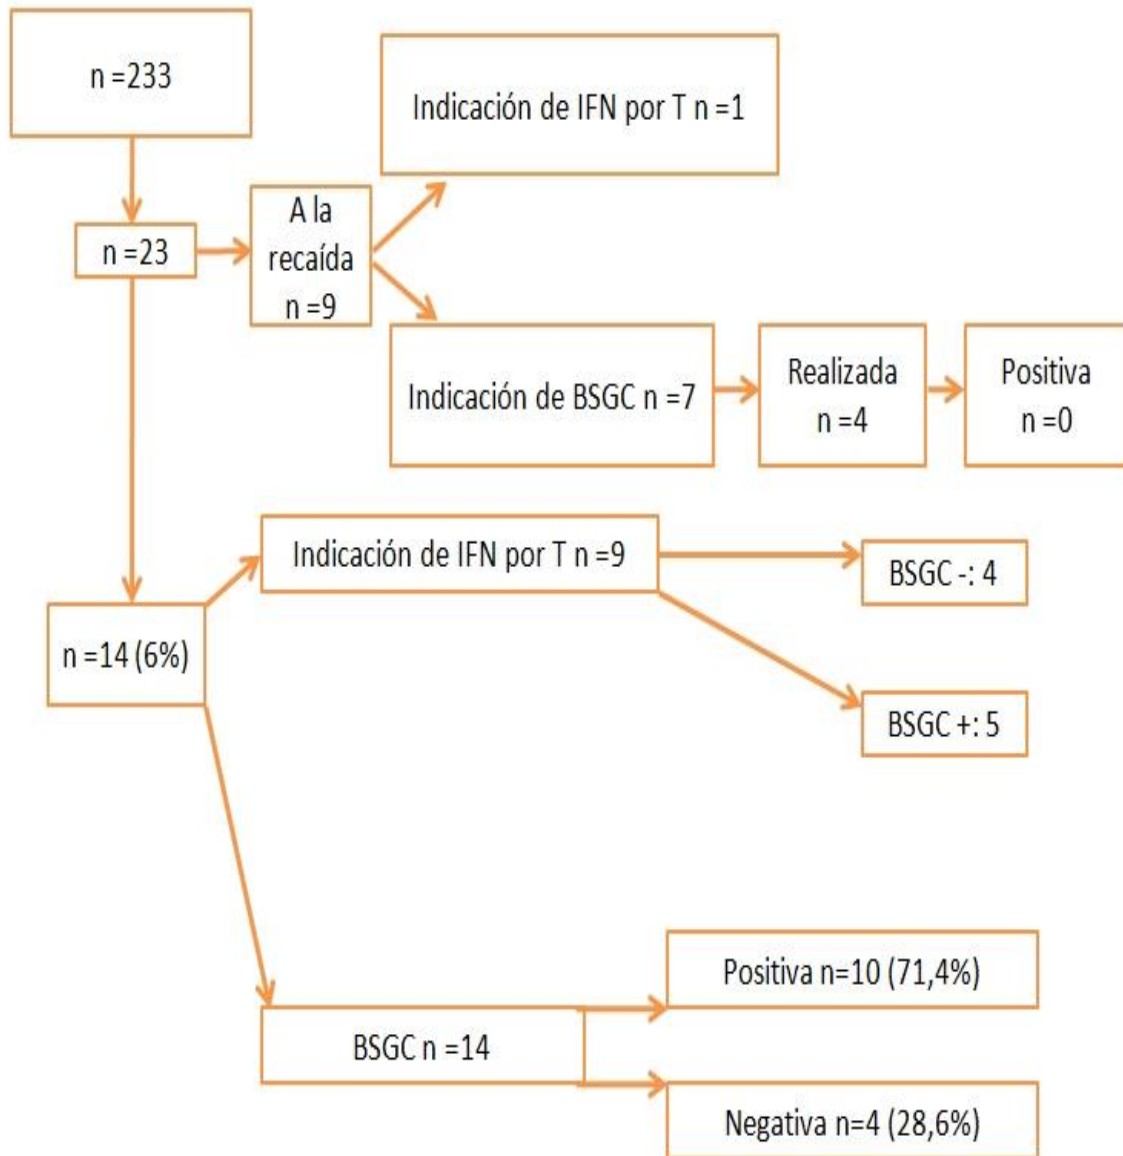 n =233
Indicación de IFN por T n =1
n =23
A la
recaída
n =9
Indicación de BSGC n =7
Realizada
n =4
Positiva
n =0
Indicación de IFN por T n =9
BSGC -: 4
n =14 (6%)
BSGC +: 5
Positiva n=10 (71,4%)
BSGC n =14
Negativa n=4 (28,6%)